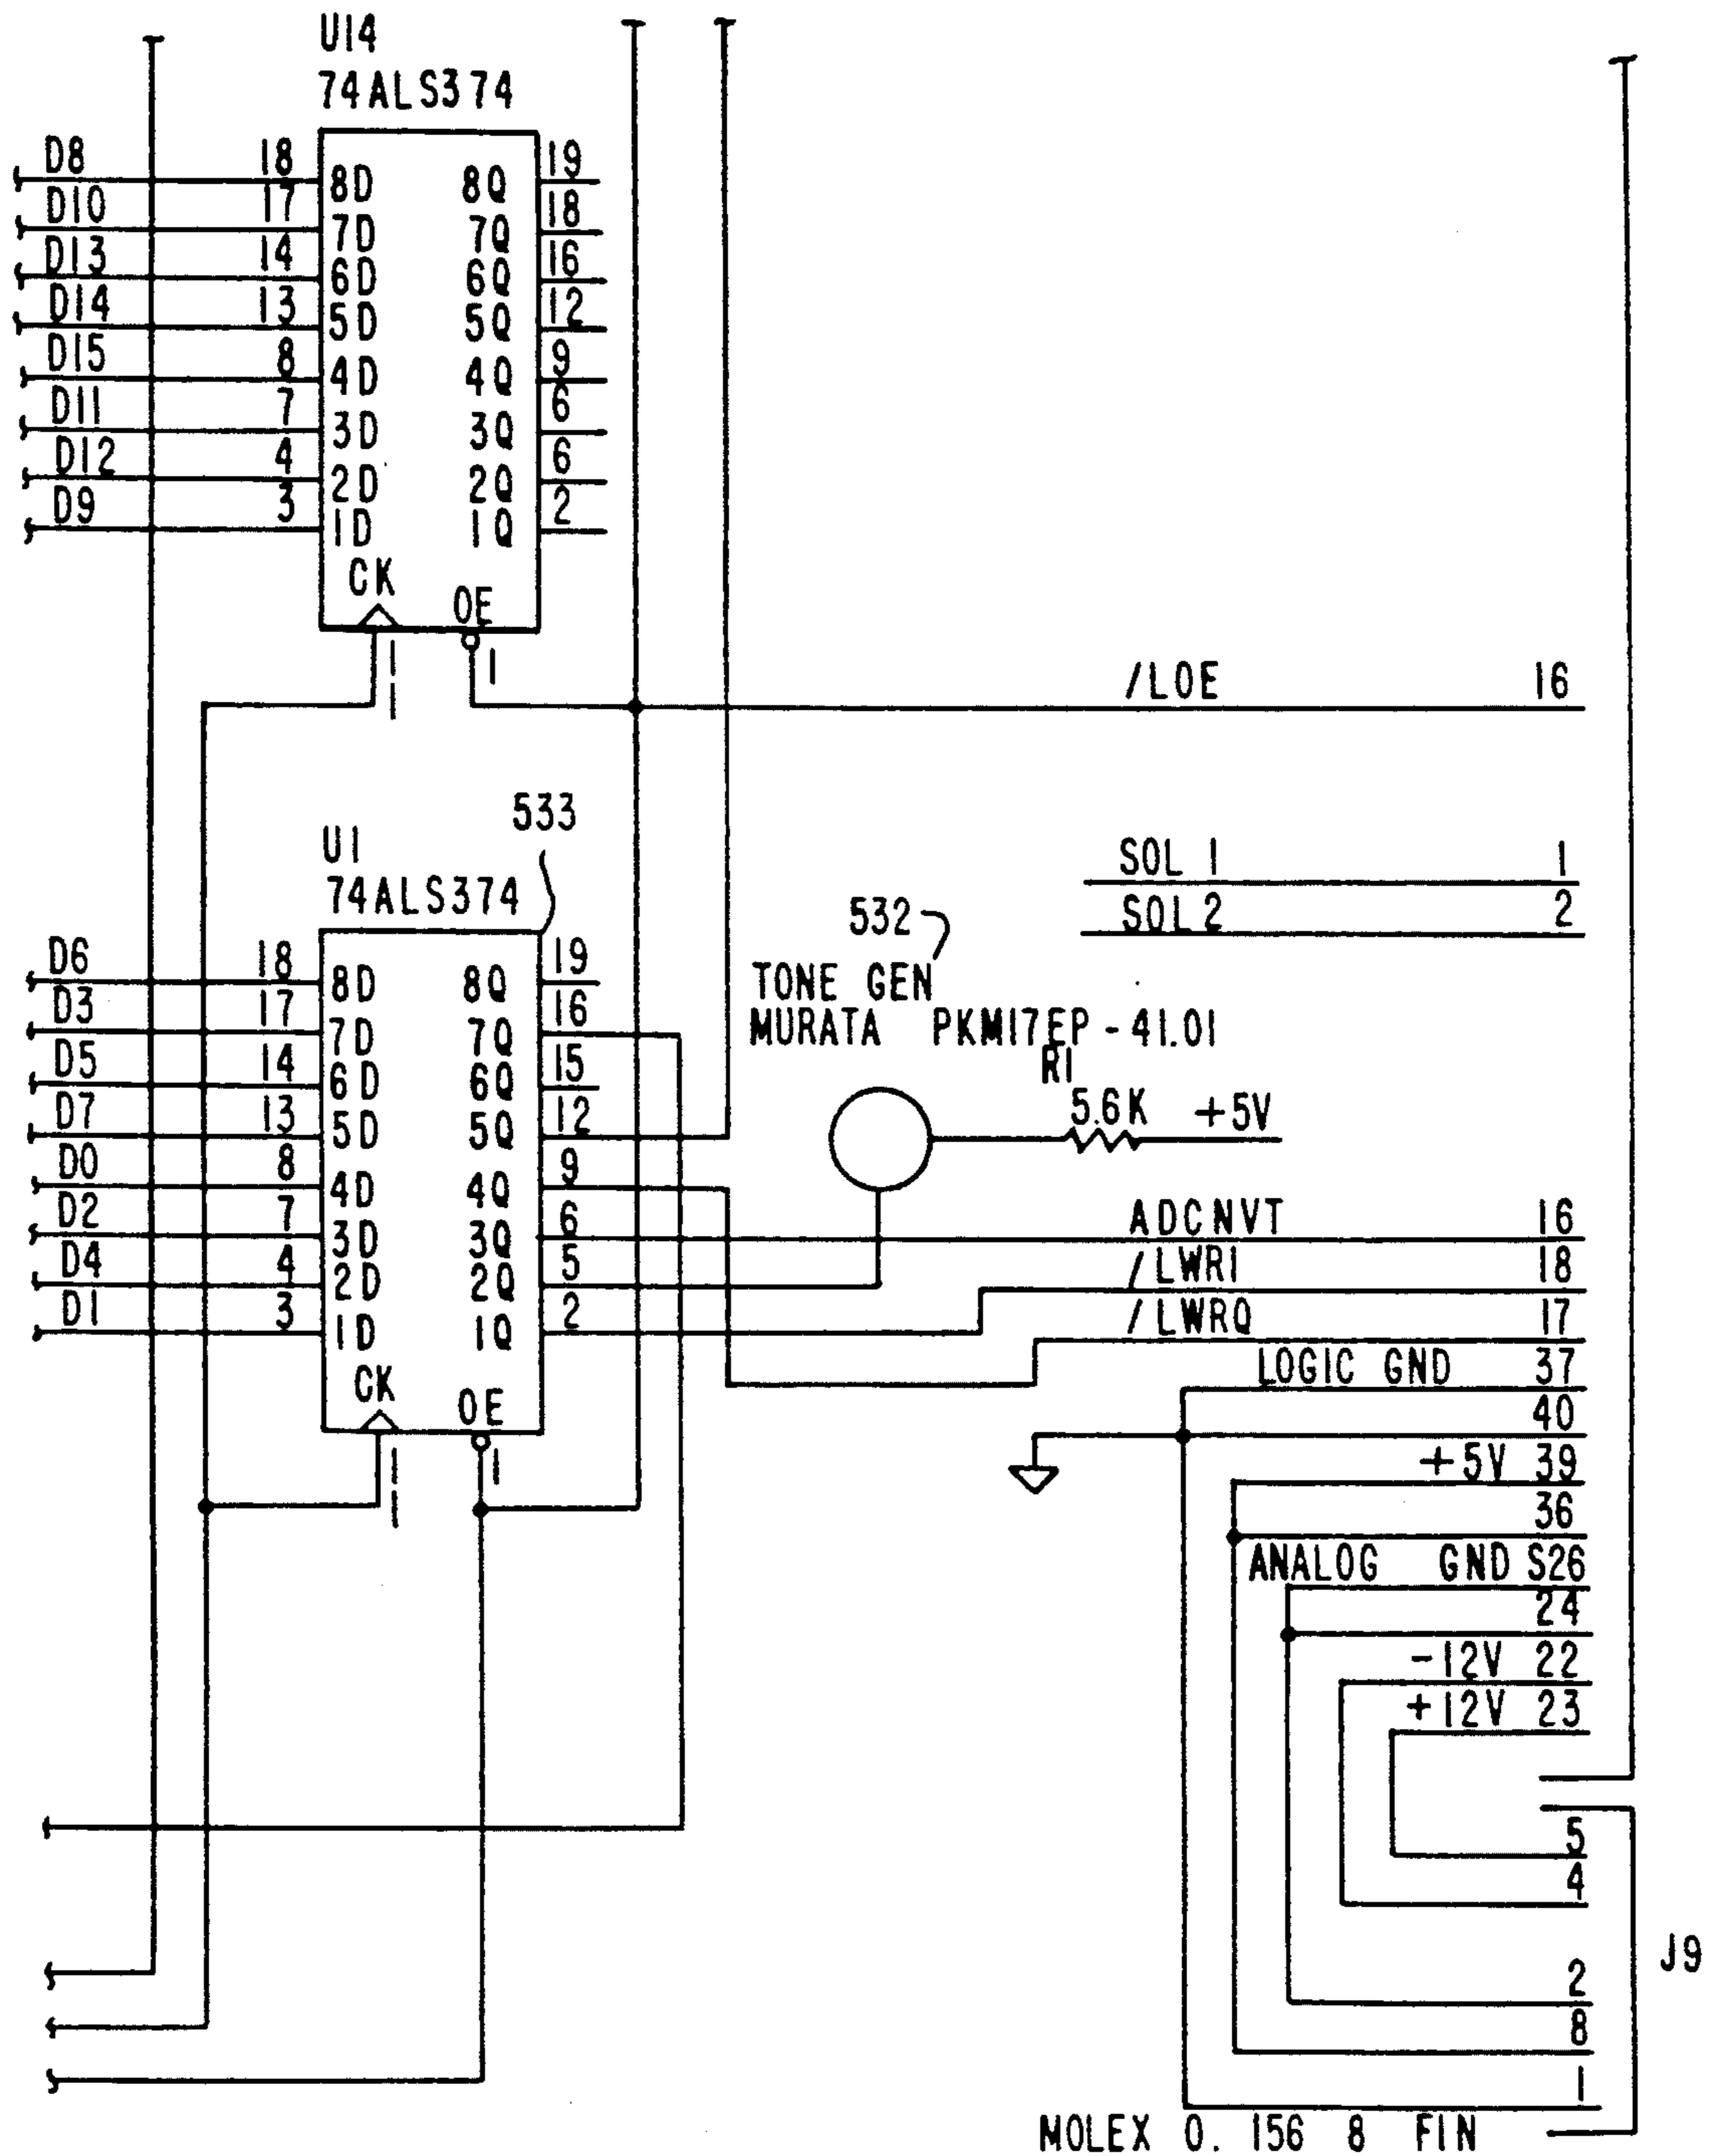 U14
74ALS374
D8 18 8D 8Q 19
D10 17 7D 7Q 18
D13 14 6D 6Q 16
D14 13 5D 5Q 12
D15 8 4D 4Q 9
D11 7 3D 3Q 6
D12 4 2D 2Q 6
D9 3 1D 1Q 2
CK OE
11 1
/LOE 16
533
U1
74ALS374
SOL 1 1
SOL 2 2
532
TONE GEN
MURATA PKM17EP-41.01
R1
5.6K +5V
D6 18 8D 8Q 19
D3 17 7D 7Q 16
D5 14 6D 6Q 15
D7 13 5D 5Q 12
D0 8 4D 4Q 9
D2 7 3D 3Q 6
D4 4 2D 2Q 5
D1 3 1D 1Q 2
CK OE
11 1
ADCNVT 16
/LWR1 18
/LWRQ 17
LOGIC GND 37
40
+5V 39
36
ANALOG GND S26
24
-12V 22
+12V 23
5
4
J9
2
8
1
MOLEX 0. 156 8 FIN